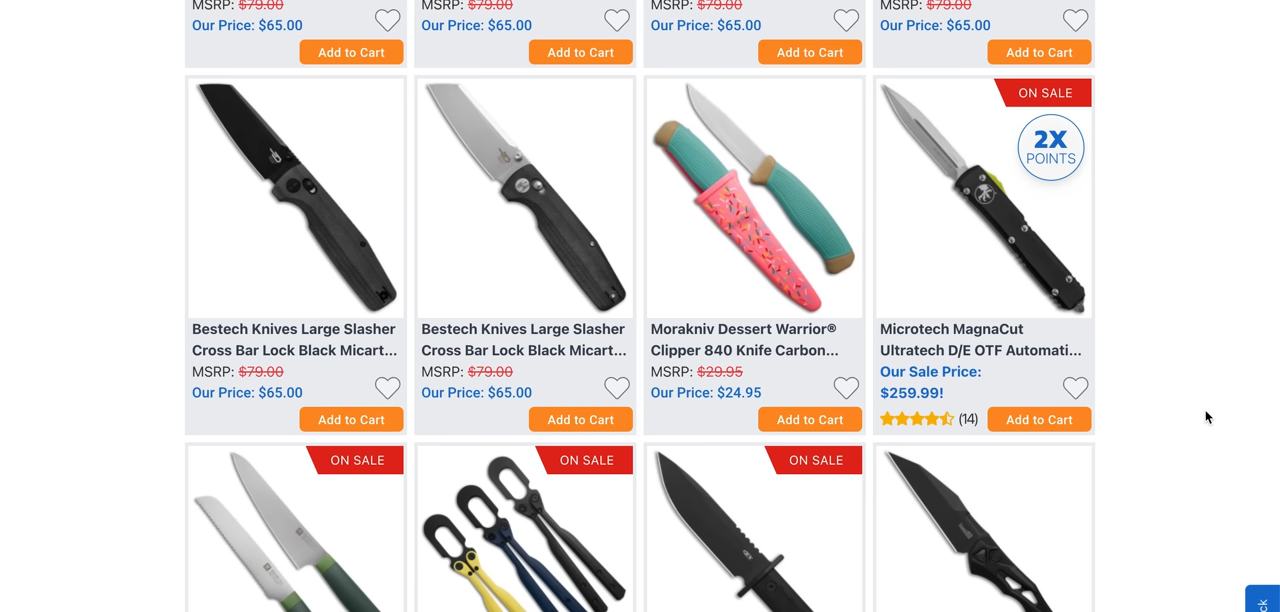 MSRP: $79.00
Our Price: $65.00
Add to Cart
MSRP: $79.00
Our Price: $65.00
Add to Cart
MSRP: $79.00
Our Price: $65.00
Add to Cart
MSRP: $79.00
Our Price: $65.00
Add to Cart
Bestech Knives Large Slasher
Cross Bar Lock Black Micart...
MSRP: $79.00
Our Price: $65.00
Add to Cart
Bestech Knives Large Slasher
Cross Bar Lock Black Micart...
MSRP: $79.00
Our Price: $65.00
Add to Cart
Morakniv Dessert Warrior®
Clipper 840 Knife Carbon...
MSRP: $29.95
Our Price: $24.95
Add to Cart
ON SALE
2X
POINTS
Microtech MagnaCut
Ultratech D/E OTF Automati...
Our Sale Price:
$259.99!
(14)
Add to Cart
ON SALE
ON SALE
ON SALE